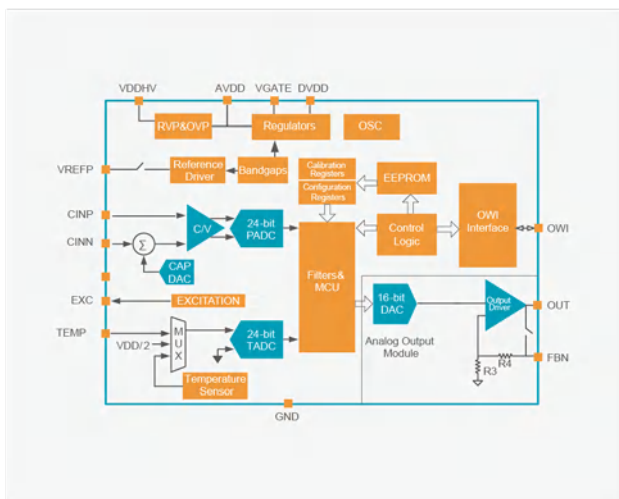 VDDHV
AVDD
VGATE
DVDD
RVP&OVP
Regulators
OSC
VREFP
Reference
Driver
Bandgaps
Calibration
Registers
Configuration
Registers
EEPROM
CINP
CINN
Σ
C/V
24-bit
PADC
CAP
DAC
Control
Logic
OWI
Interface
OWI
Filters&
MCU
EXC
EXCITATION
16-bit
DAC
Output
Driver
OUT
Analog Output
Module
TEMP
VDD/2
M
U
X
24-bit
TADC
R4
R3
FBN
Temperature
Sensor
GND